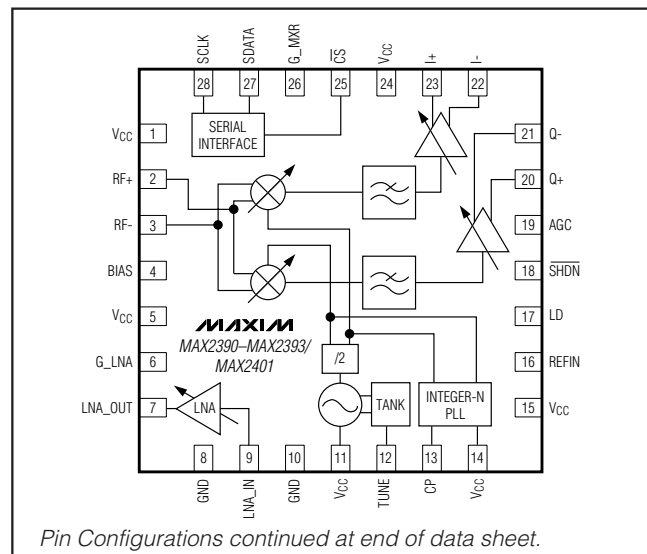 SCLK
SDATA
G_MXR
CS
VCC
I+
I-
28
27
26
25
24
23
22
SERIAL
INTERFACE
VCC
1
RF+
2
RF-
3
BIAS
4
VCC
5
G_LNA
6
LNA_OUT
7
21
Q-
20
Q+
19
AGC
18
SHDN
17
LD
16
REFIN
15
VCC
MAXIM
MAX2390–MAX2393/
MAX2401
/2
LNA
TANK
INTEGER-N
PLL
8
9
10
11
12
13
14
GND
LNA_IN
GND
VCC
TUNE
CP
VCC
Pin Configurations continued at end of data sheet.